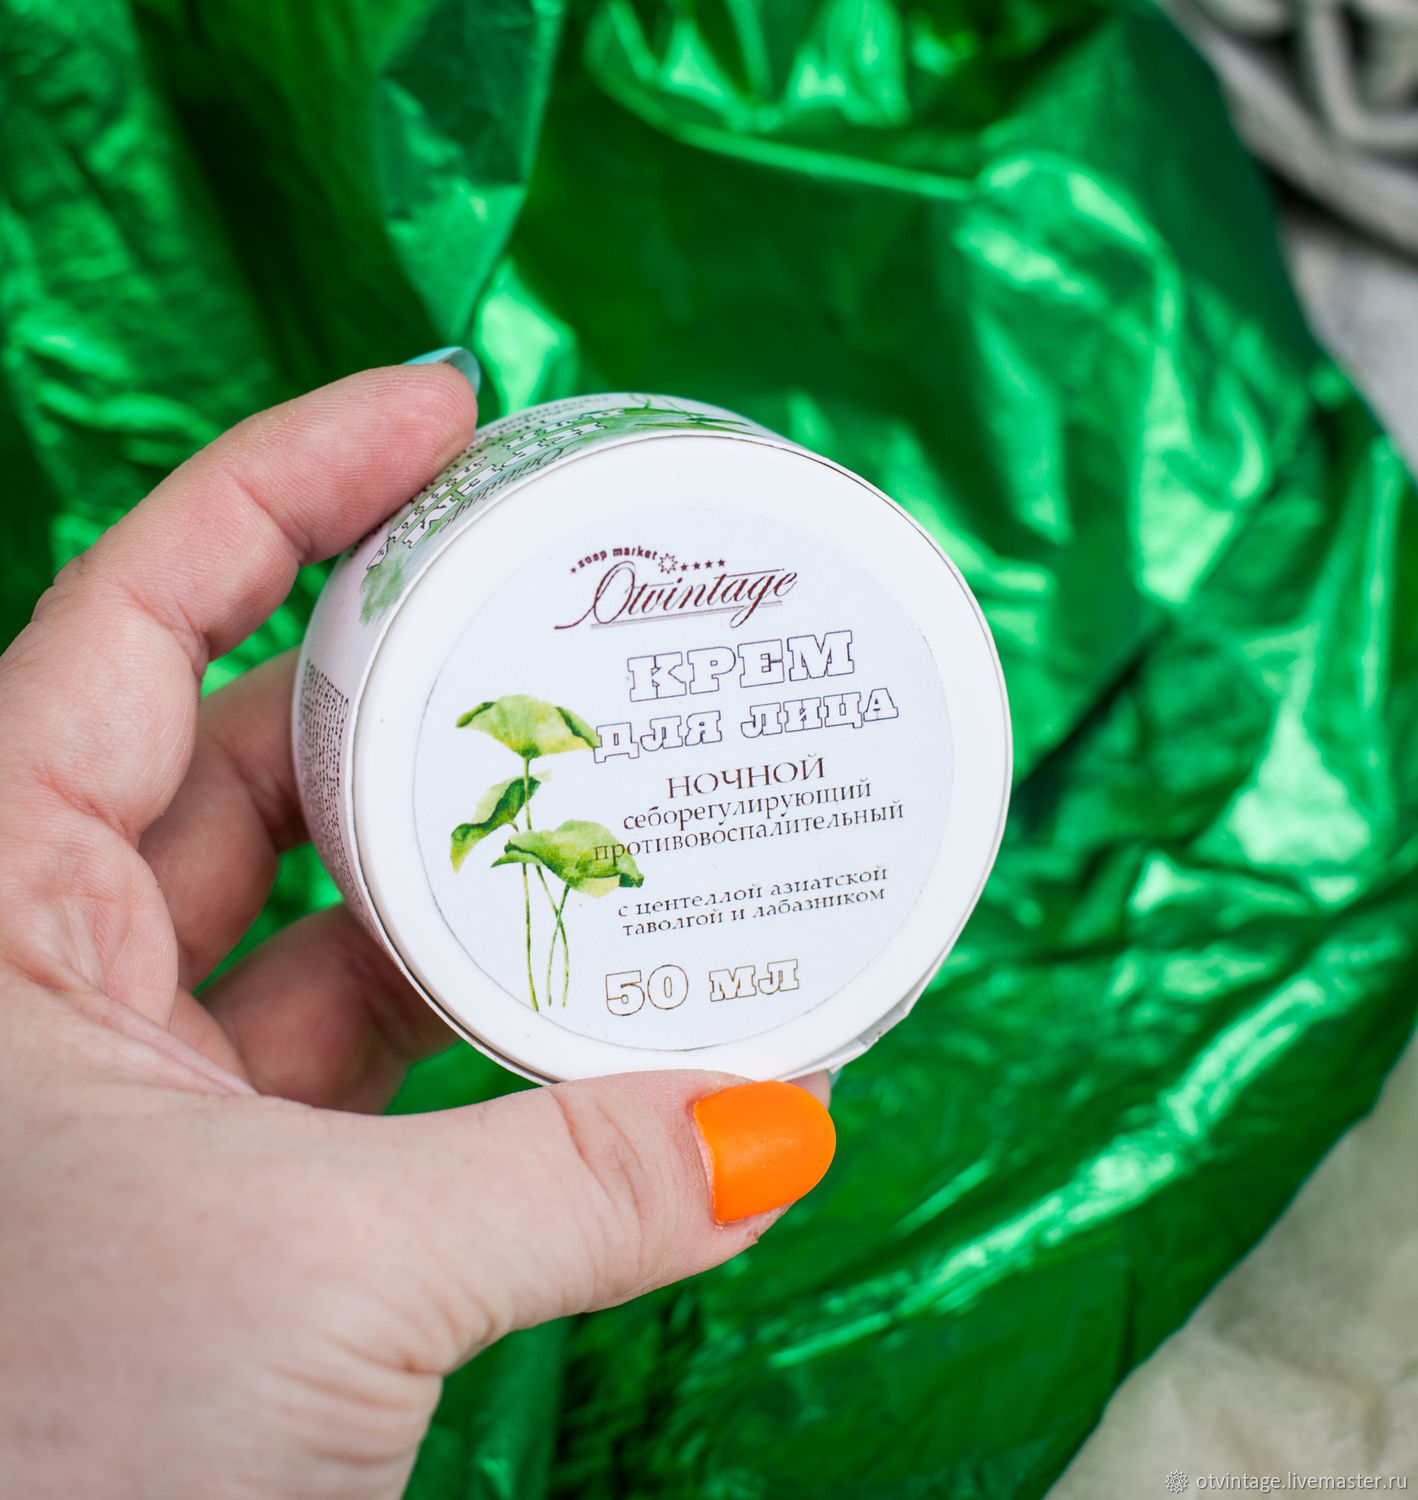 soap market
Otvintage
КРЕМ
ДЛЯ ЛИЦА
НОЧНОЙ
себорегулирующий
противовоспалительный
с центеллой азиатской
таволгой и лабазником
50 мл
otvintage.livemaster.ru